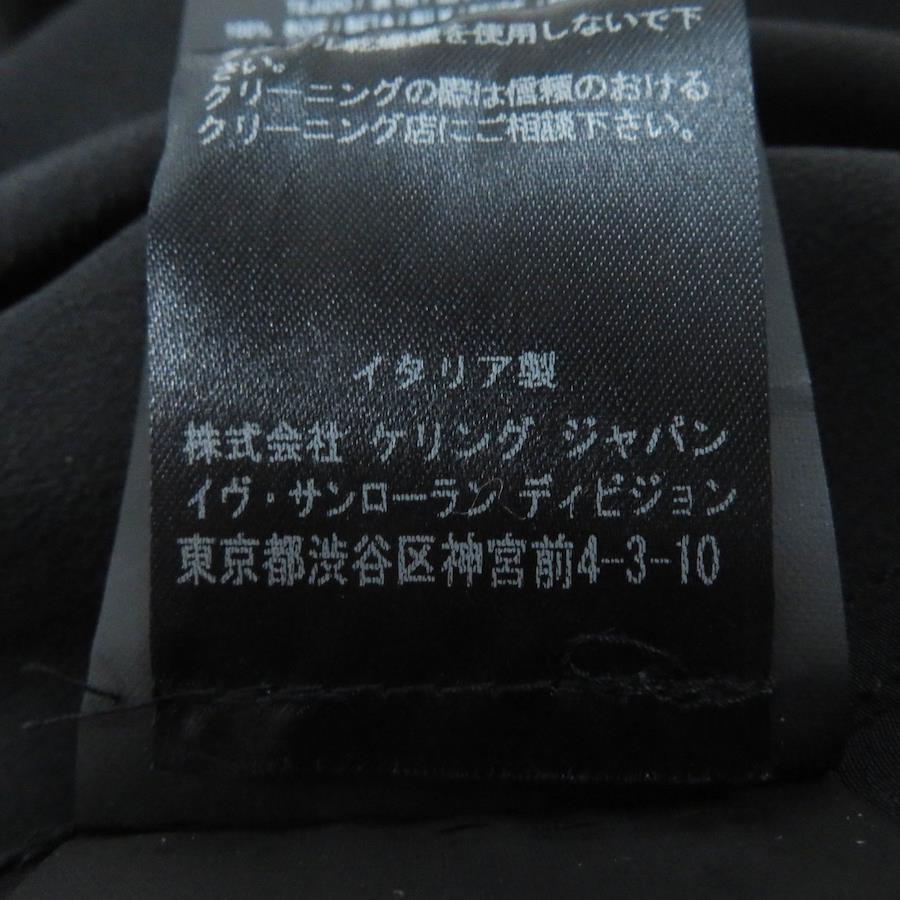 を使用しないで下
さい。
クリーニングの際は信頼のおける
クリーニング店にご相談下さい。
イタリア製
株式会社 ケリング ジャパン
イヴ・サンローラン ディビジョン
東京都渋谷区神宮前4-3-10